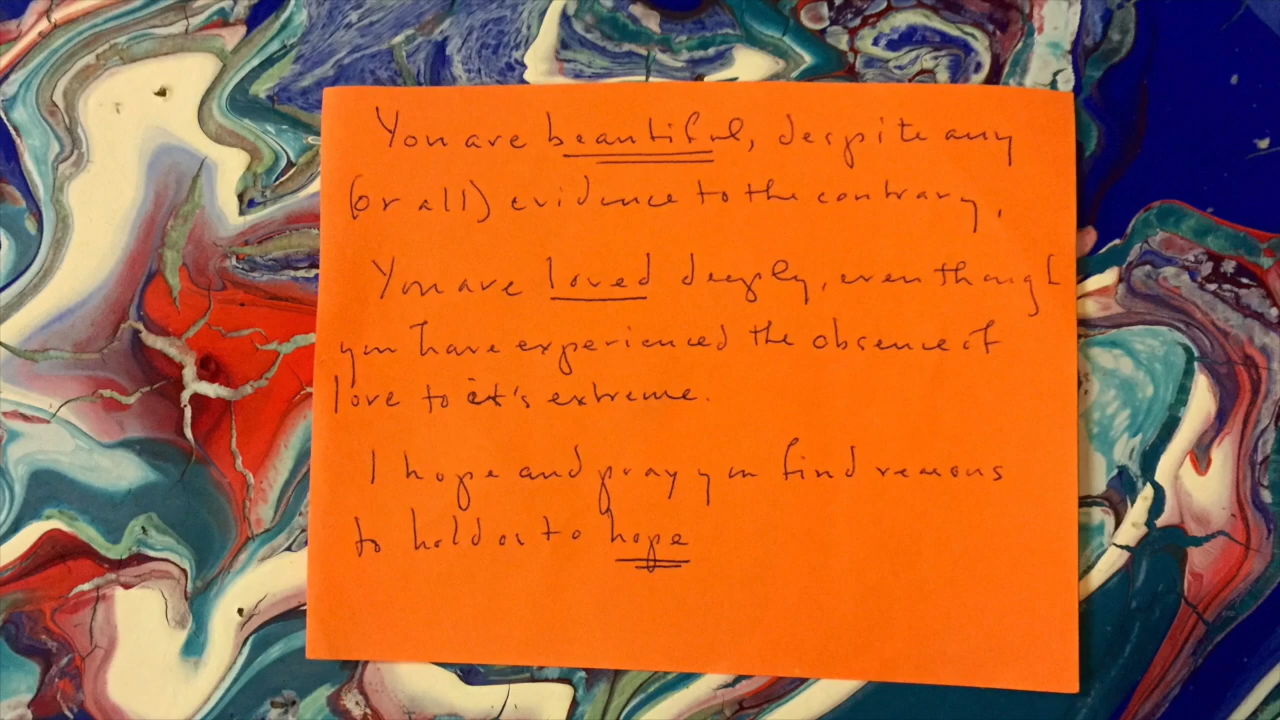 You are beautiful, despite any
(or all) evidence to the contrary.
You are loved deeply, even though
you have experienced the absence of
love to it's extreme.
I hope and pray you find reasons
to hold on to hope